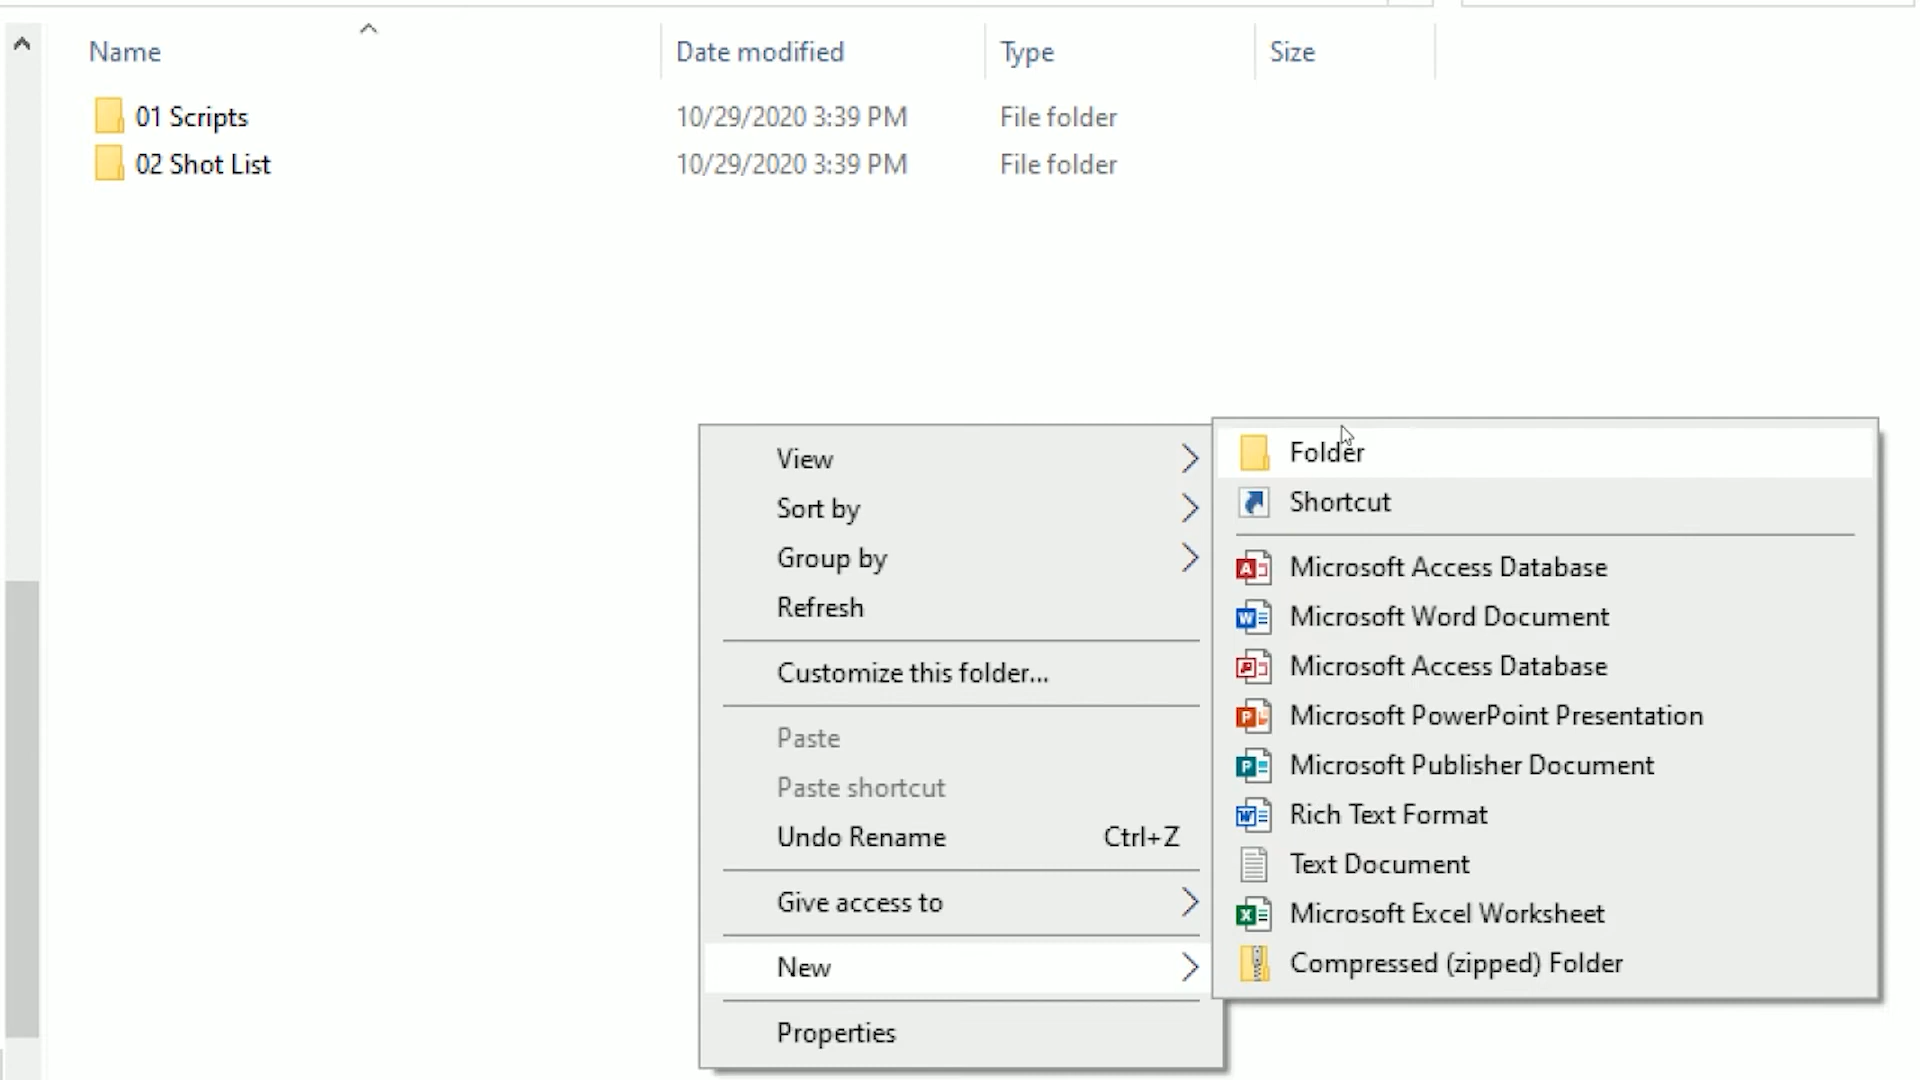 Name Date modified Type Size
01 Scripts 10/29/2020 3:39 PM File folder
02 Shot List 10/29/2020 3:39 PM File folder
View
Sort by
Group by
Refresh
Customize this folder...
Paste
Paste shortcut
Undo Rename Ctrl+Z
Give access to
New
Properties
Folder
Shortcut
Microsoft Access Database
Microsoft Word Document
Microsoft Access Database
Microsoft PowerPoint Presentation
Microsoft Publisher Document
Rich Text Format
Text Document
Microsoft Excel Worksheet
Compressed (zipped) Folder